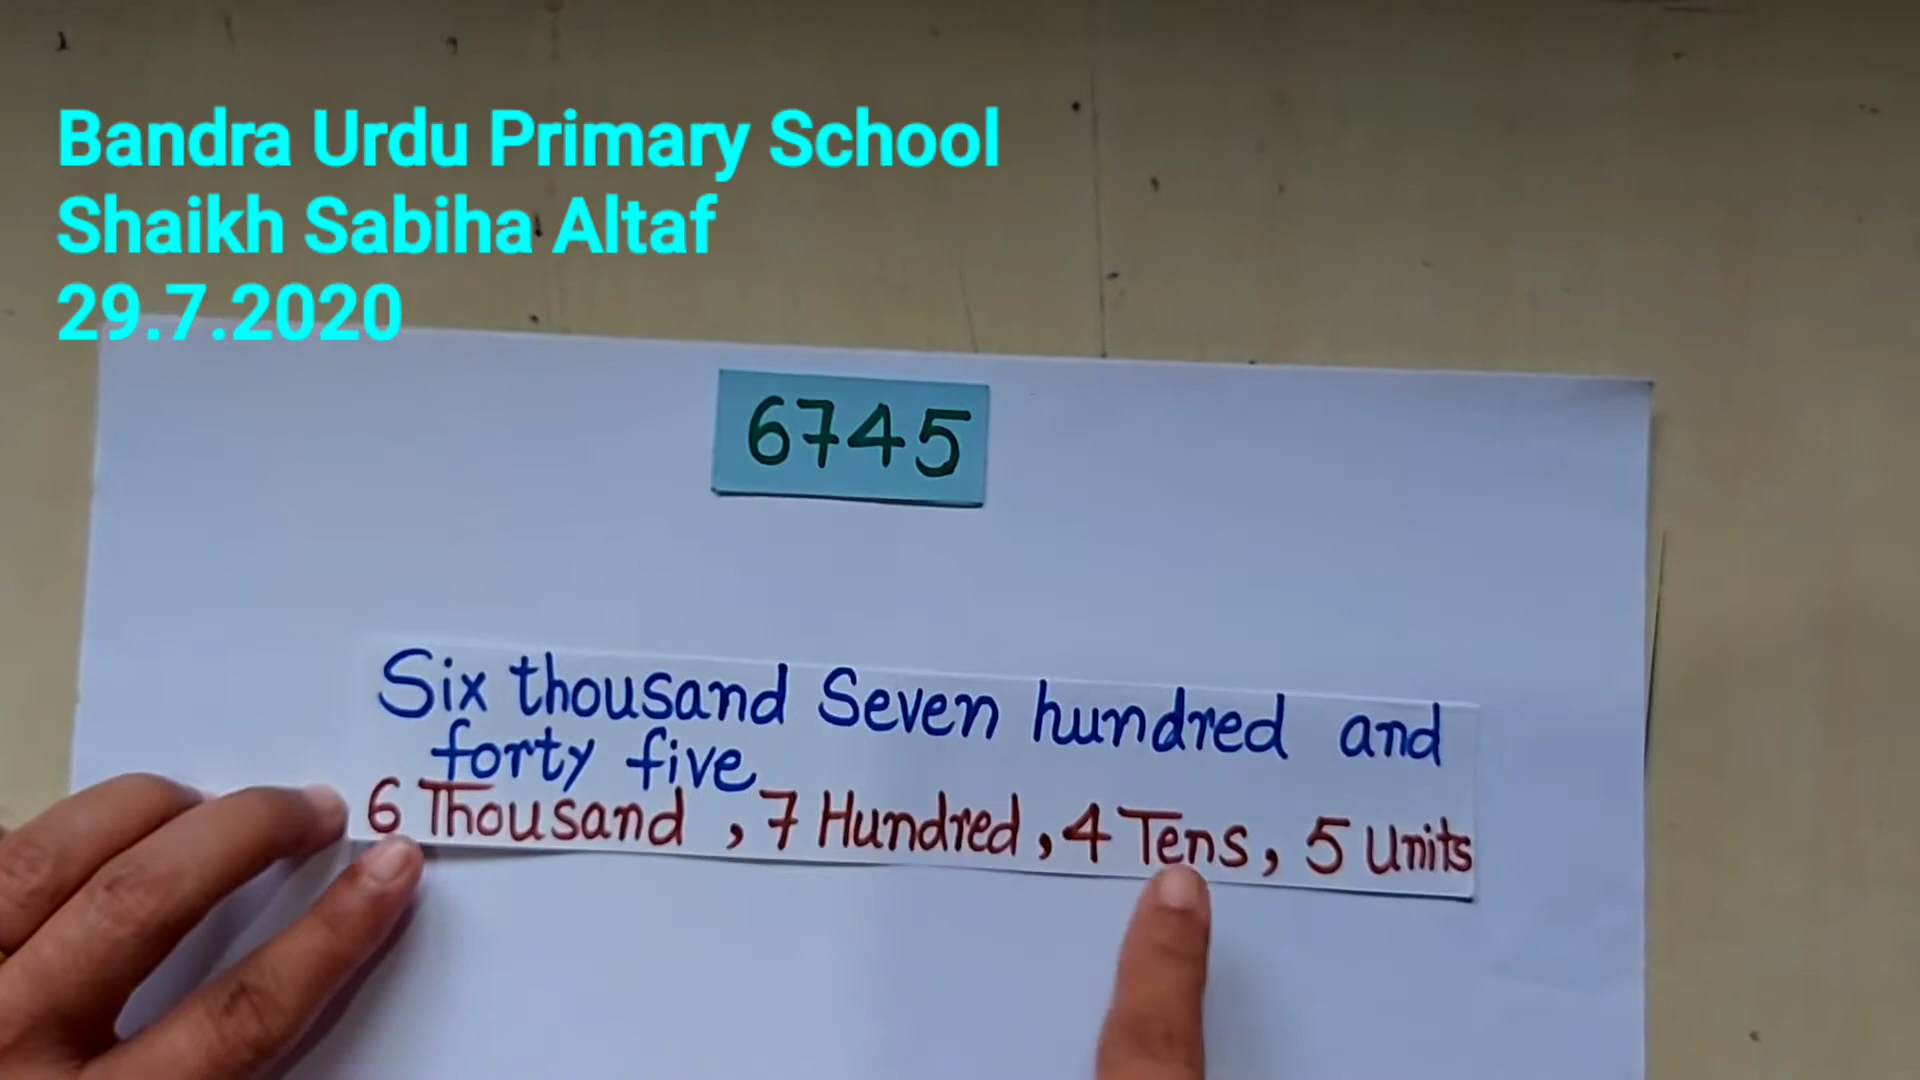 Bandra Urdu Primary School
Shaikh Sabiha Altaf
29.7.2020
6745
Six thousand Seven hundred and
forty five
6 Thousand , 7 Hundred , 4 Tens , 5 Units